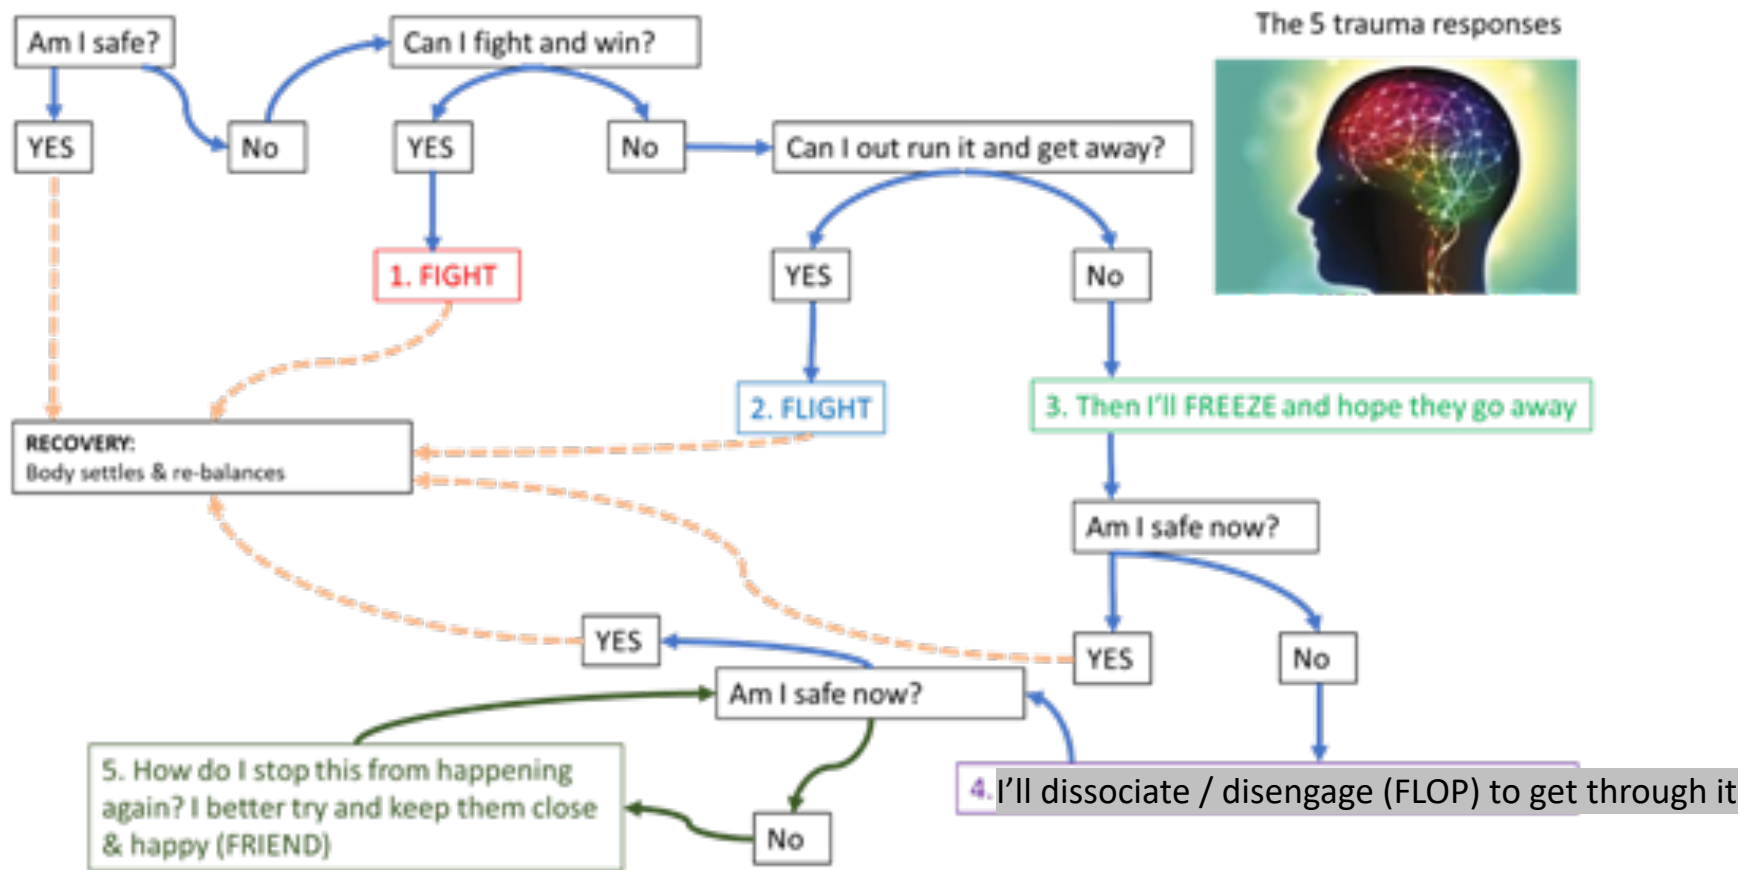 The 5 trauma responses
Am I safe?
Can I fight and win?
YES
No
YES
No
Can I out run it and get away?
1. FIGHT
YES
No
2. FLIGHT
3. Then I'll FREEZE and hope they go away
RECOVERY:
Body settles & re-balances
Am I safe now?
YES
No
4. I'll dissociate / disengage (FLOP) to get through it
Am I safe now?
YES
No
5. How do I stop this from happening
again? I better try and keep them close
& happy (FRIEND)